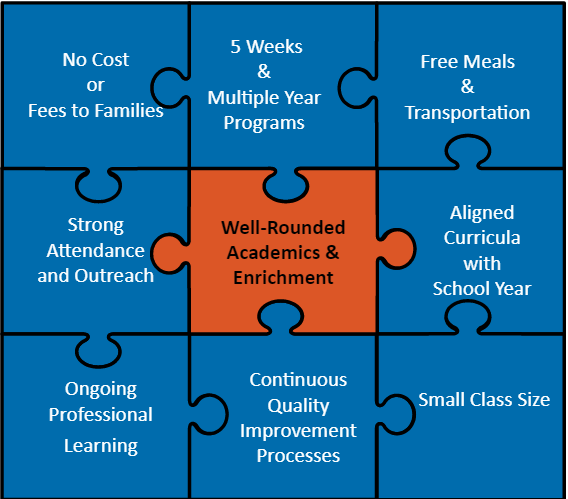 No Cost
or
Fees to Families
5 Weeks
&
Multiple Year
Programs
Free Meals
&
Transportation
Strong
Attendance
and Outreach
Well-Rounded
Academics &
Enrichment
Aligned
Curricula
with
School Year
Ongoing
Professional
Learning
Continuous
Quality
Improvement
Processes
Small Class Size